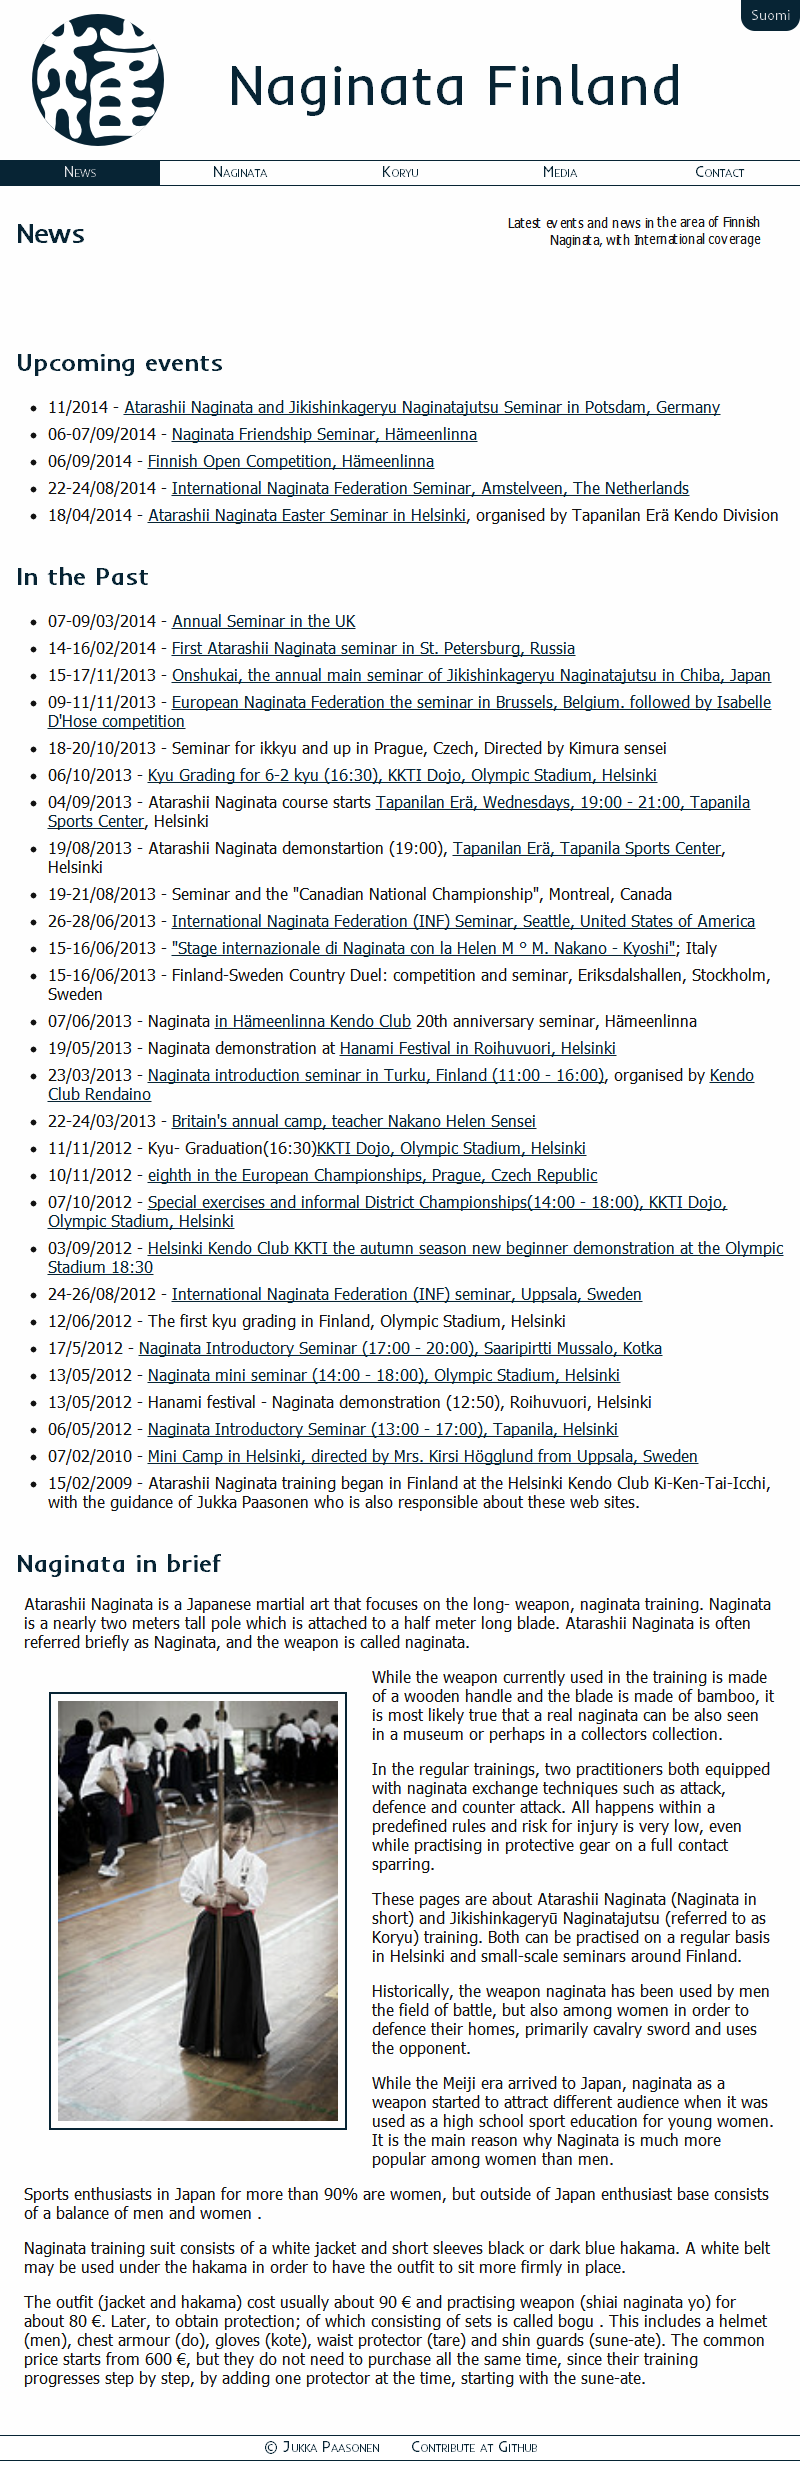 Suomi
Naginata Finland
News
Naginata
Koryu
Media
Contact
News
Latest events and news in the area of Finnish
Naginata, with International coverage
Upcoming events
11/2014 - Atarashii Naginata and Jikishinkageryu Naginatajutsu Seminar in Potsdam, Germany
06-07/09/2014 - Naginata Friendship Seminar, Hämeenlinna
06/09/2014 - Finnish Open Competition, Hämeenlinna
22-24/08/2014 - International Naginata Federation Seminar, Amstelveen, The Netherlands
18/04/2014 - Atarashii Naginata Easter Seminar in Helsinki, organised by Tapanilan Erä Kendo Division
In the Past
07-09/03/2014 - Annual Seminar in the UK
14-16/02/2014 - First Atarashii Naginata seminar in St. Petersburg, Russia
15-17/11/2013 - Onshukai, the annual main seminar of Jikishinkageryu Naginatajutsu in Chiba, Japan
09-11/11/2013 - European Naginata Federation the seminar in Brussels, Belgium. followed by Isabelle
D'Hose competition
18-20/10/2013 - Seminar for ikkyu and up in Prague, Czech, Directed by Kimura sensei
06/10/2013 - Kyu Grading for 6-2 kyu (16:30), KKTI Dojo, Olympic Stadium, Helsinki
04/09/2013 - Atarashii Naginata course starts Tapanilan Erä, Wednesdays, 19:00 - 21:00, Tapanila
Sports Center, Helsinki
19/08/2013 - Atarashii Naginata demonstartion (19:00), Tapanilan Erä, Tapanila Sports Center,
Helsinki
19-21/08/2013 - Seminar and the "Canadian National Championship", Montreal, Canada
26-28/06/2013 - International Naginata Federation (INF) Seminar, Seattle, United States of America
15-16/06/2013 - "Stage internazionale di Naginata con la Helen M ° M. Nakano - Kyoshi"; Italy
15-16/06/2013 - Finland-Sweden Country Duel: competition and seminar, Eriksdalshallen, Stockholm,
Sweden
07/06/2013 - Naginata in Hämeenlinna Kendo Club 20th anniversary seminar, Hämeenlinna
19/05/2013 - Naginata demonstration at Hanami Festival in Roihuvuori, Helsinki
23/03/2013 - Naginata introduction seminar in Turku, Finland (11:00 - 16:00), organised by Kendo
Club Rendaino
22-24/03/2013 - Britain's annual camp, teacher Nakano Helen Sensei
11/11/2012 - Kyu- Graduation(16:30)KKTI Dojo, Olympic Stadium, Helsinki
10/11/2012 - eighth in the European Championships, Prague, Czech Republic
07/10/2012 - Special exercises and informal District Championships(14:00 - 18:00), KKTI Dojo,
Olympic Stadium, Helsinki
03/09/2012 - Helsinki Kendo Club KKTI the autumn season new beginner demonstration at the Olympic
Stadium 18:30
24-26/08/2012 - International Naginata Federation (INF) seminar, Uppsala, Sweden
12/06/2012 - The first kyu grading in Finland, Olympic Stadium, Helsinki
17/5/2012 - Naginata Introductory Seminar (17:00 - 20:00), Saaripirtti Mussalo, Kotka
13/05/2012 - Naginata mini seminar (14:00 - 18:00), Olympic Stadium, Helsinki
13/05/2012 - Hanami festival - Naginata demonstration (12:50), Roihuvuori, Helsinki
06/05/2012 - Naginata Introductory Seminar (13:00 - 17:00), Tapanila, Helsinki
07/02/2010 - Mini Camp in Helsinki, directed by Mrs. Kirsi Högglund from Uppsala, Sweden
15/02/2009 - Atarashii Naginata training began in Finland at the Helsinki Kendo Club Ki-Ken-Tai-Icchi,
with the guidance of Jukka Paasonen who is also responsible about these web sites.
Naginata in brief
Atarashii Naginata is a Japanese martial art that focuses on the long- weapon, naginata training. Naginata
is a nearly two meters tall pole which is attached to a half meter long blade. Atarashii Naginata is often
referred briefly as Naginata, and the weapon is called naginata.
While the weapon currently used in the training is made
of a wooden handle and the blade is made of bamboo, it
is most likely true that a real naginata can be also seen
in a museum or perhaps in a collectors collection.
In the regular trainings, two practitioners both equipped
with naginata exchange techniques such as attack,
defence and counter attack. All happens within a
predefined rules and risk for injury is very low, even
while practising in protective gear on a full contact
sparring.
These pages are about Atarashii Naginata (Naginata in
short) and Jikishinkageryū Naginatajutsu (referred to as
Koryu) training. Both can be practised on a regular basis
in Helsinki and small-scale seminars around Finland.
Historically, the weapon naginata has been used by men
the field of battle, but also among women in order to
defence their homes, primarily cavalry sword and uses
the opponent.
While the Meiji era arrived to Japan, naginata as a
weapon started to attract different audience when it was
used as a high school sport education for young women.
It is the main reason why Naginata is much more
popular among women than men.
Sports enthusiasts in Japan for more than 90% are women, but outside of Japan enthusiast base consists
of a balance of men and women .
Naginata training suit consists of a white jacket and short sleeves black or dark blue hakama. A white belt
may be used under the hakama in order to have the outfit to sit more firmly in place.
The outfit (jacket and hakama) cost usually about 90 € and practising weapon (shiai naginata yo) for
about 80 €. Later, to obtain protection; of which consisting of sets is called bogu . This includes a helmet
(men), chest armour (do), gloves (kote), waist protector (tare) and shin guards (sune-ate). The common
price starts from 600 €, but they do not need to purchase all the same time, since their training
progresses step by step, by adding one protector at the time, starting with the sune-ate.
© Jukka Paasonen
Contribute at Github